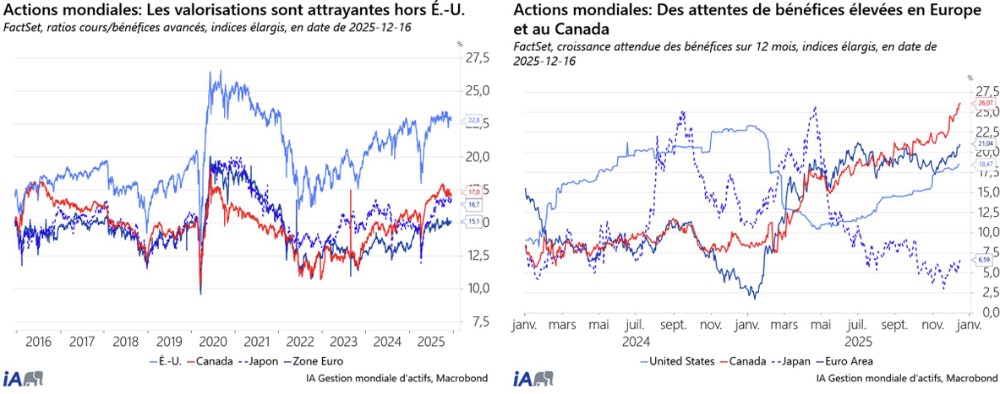 Actions mondiales: Les valorisations sont attrayantes hors É.-U.
FactSet, ratios cours/bénéfices avancés, indices élargis, en date de 2025-12-16
%
27,5
25,0
22,8
22,5
20,0
17,5
17,0
16,7
15,1
15,0
12,5
10,0
7,5
2016 2017 2018 2019 2020 2021 2022 2023 2024 2025
É.-U. Canada Japon Zone Euro
iA
IA Gestion mondiale d'actifs, Macrobond
Actions mondiales: Des attentes de bénéfices élevées en Europe
et au Canada
FactSet, croissance attendue des bénéfices sur 12 mois, indices élargis, en date de
2025-12-16
%
27,5
26,07
25,0
22,5
21,04
20,0
18,47
17,5
15,0
12,5
10,0
7,5
6,59
5,0
2,5
0,0
janv. mars mai juil. sept. nov. janv. mars mai juil. sept. nov. janv.
2024 2025
United States Canada Japan Euro Area
iA
IA Gestion mondiale d'actifs, Macrobond